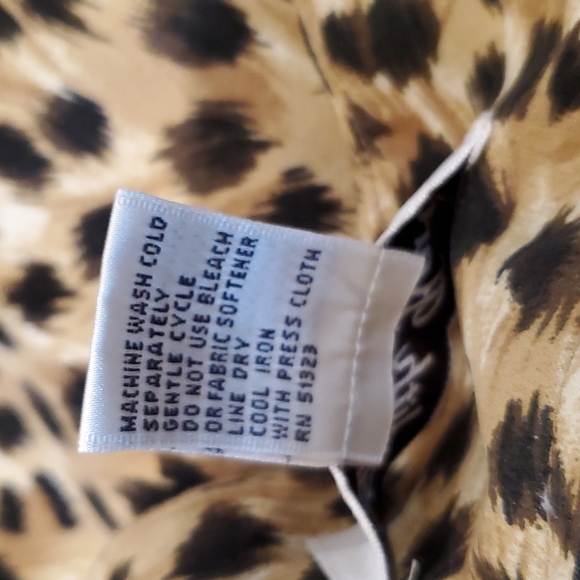 MACHINE WASH COLD
SEPARATELY
GENTLE CYCLE
DO NOT USE BLEACH
OR FABRIC SOFTENER
LINE DRY
COOL IRON
WITH PRESS CLOTH
RN 51323